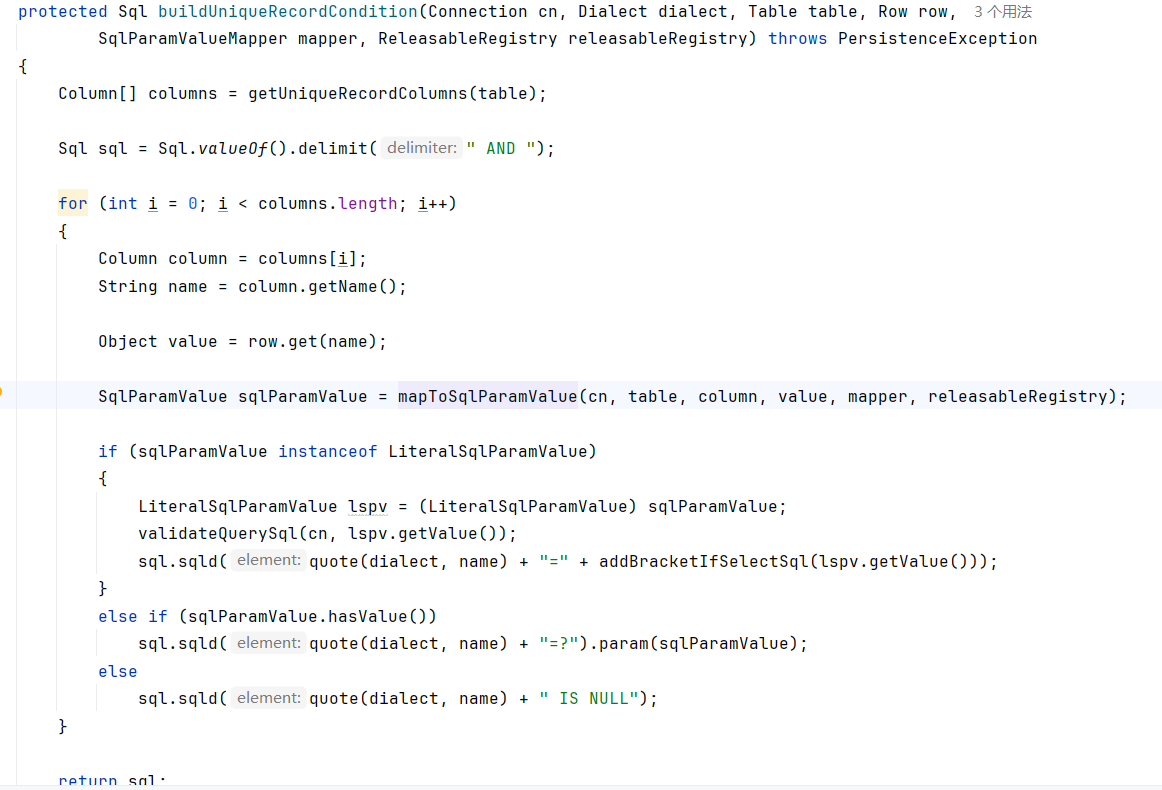 protected Sql buildUniqueRecordCondition(Connection cn, Dialect dialect, Table table, Row row, 3 个用法
SqlParamValueMapper mapper, ReleasableRegistry releasableRegistry) throws PersistenceException
{
Column[] columns = getUniqueRecordColumns(table);
Sql sql = Sql.valueOf().delimit( delimiter: " AND ");
for (int i = 0; i < columns.length; i++)
{
Column column = columns[i];
String name = column.getName();
Object value = row.get(name);
SqlParamValue sqlParamValue = mapToSqlParamValue(cn, table, column, value, mapper, releasableRegistry);
if (sqlParamValue instanceof LiteralSqlParamValue)
{
LiteralSqlParamValue lspv = (LiteralSqlParamValue) sqlParamValue;
validateQuerySql(cn, lspv.getValue());
sql.sqld( element: quote(dialect, name) + "=" + addBracketIfSelectSql(lspv.getValue()));
}
else if (sqlParamValue.hasValue())
sql.sqld( element: quote(dialect, name) + "=?").param(sqlParamValue);
else
sql.sqld( element: quote(dialect, name) + " IS NULL");
}
return sql;